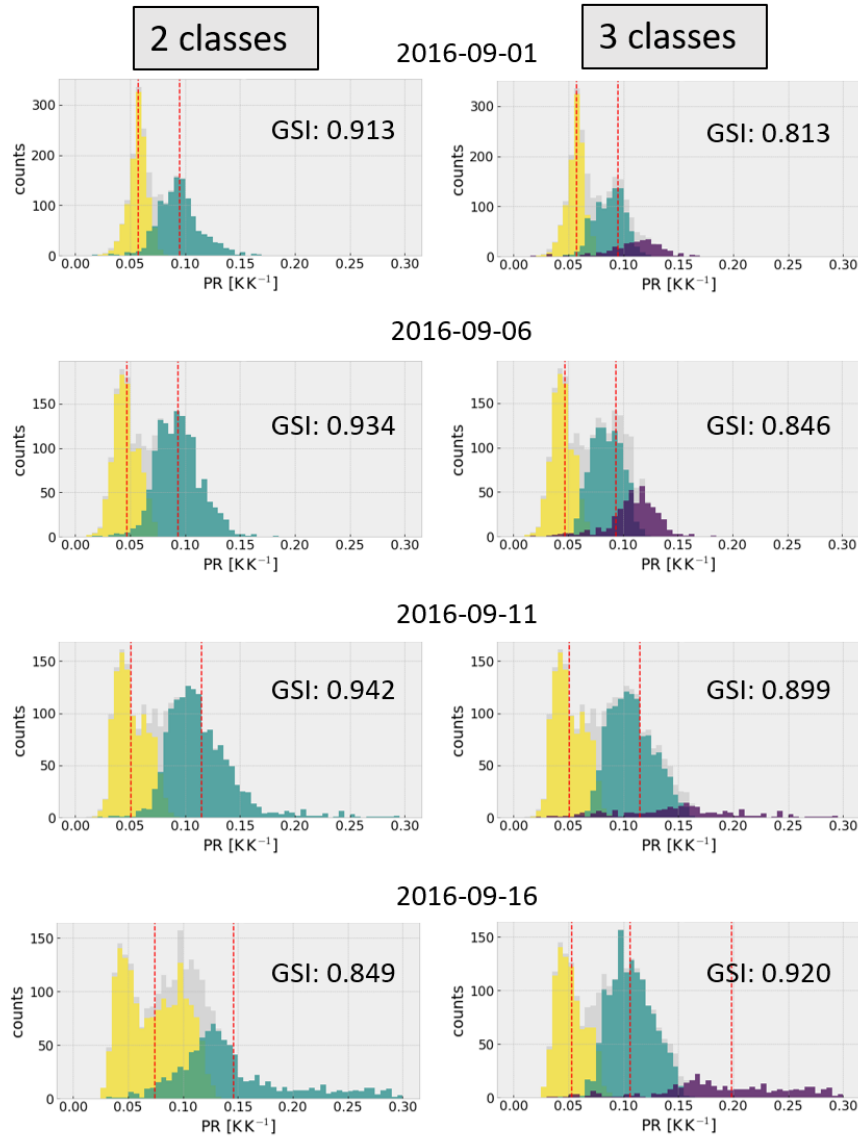 2 classes
3 classes
2016-09-01
300
200
100
0
counts
GSI: 0.913
0.00 0.05 0.10 0.15 0.20 0.25 0.30
PR [K K⁻¹]
300
200
100
0
counts
GSI: 0.813
0.00 0.05 0.10 0.15 0.20 0.25 0.30
PR [K K⁻¹]
2016-09-06
150
100
50
0
counts
GSI: 0.934
0.00 0.05 0.10 0.15 0.20 0.25 0.30
PR [K K⁻¹]
150
100
50
0
counts
GSI: 0.846
0.00 0.05 0.10 0.15 0.20 0.25 0.30
PR [K K⁻¹]
2016-09-11
150
100
50
0
counts
GSI: 0.942
0.00 0.05 0.10 0.15 0.20 0.25 0.30
PR [K K⁻¹]
150
100
50
0
counts
GSI: 0.899
0.00 0.05 0.10 0.15 0.20 0.25 0.30
PR [K K⁻¹]
2016-09-16
150
100
50
0
counts
GSI: 0.849
0.00 0.05 0.10 0.15 0.20 0.25 0.30
PR [K K⁻¹]
150
100
50
0
counts
GSI: 0.920
0.00 0.05 0.10 0.15 0.20 0.25 0.30
PR [K K⁻¹]